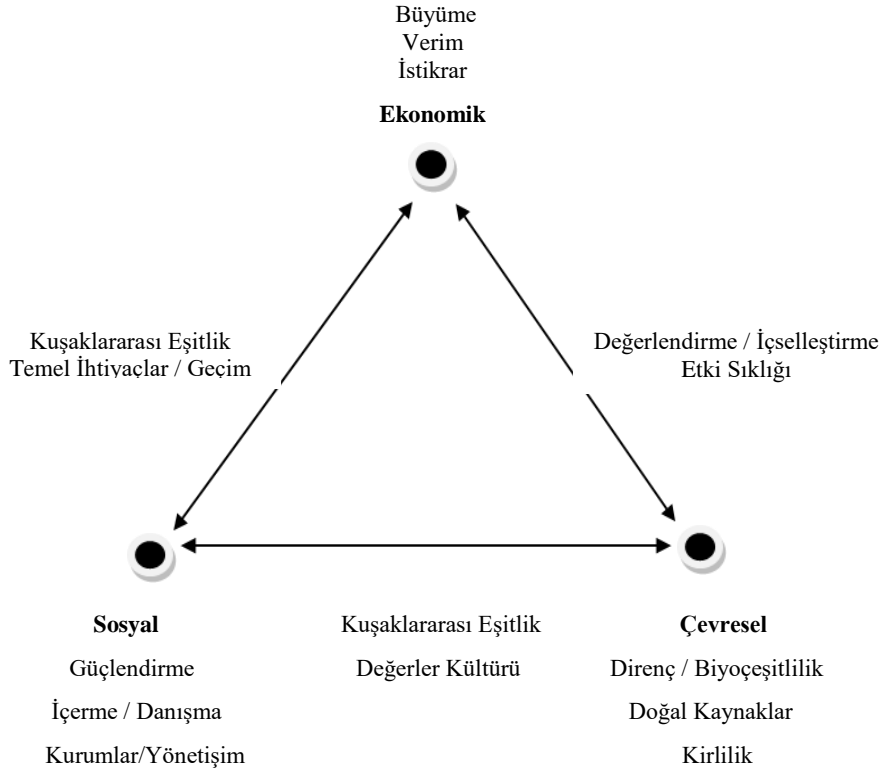 Büyüme
Verim
İstikrar
Ekonomik
Kuşaklararası Eşitlik
Temel İhtiyaçlar / Geçim
Değerlendirme / İçselleştirme
Etki Sıklığı
Sosyal
Güçlendirme
İçerme / Danışma
Kurumlar/Yönetişim
Kuşaklararası Eşitlik
Değerler Kültürü
Çevresel
Direnç / Biyoçeşitlilik
Doğal Kaynaklar
Kirlilik